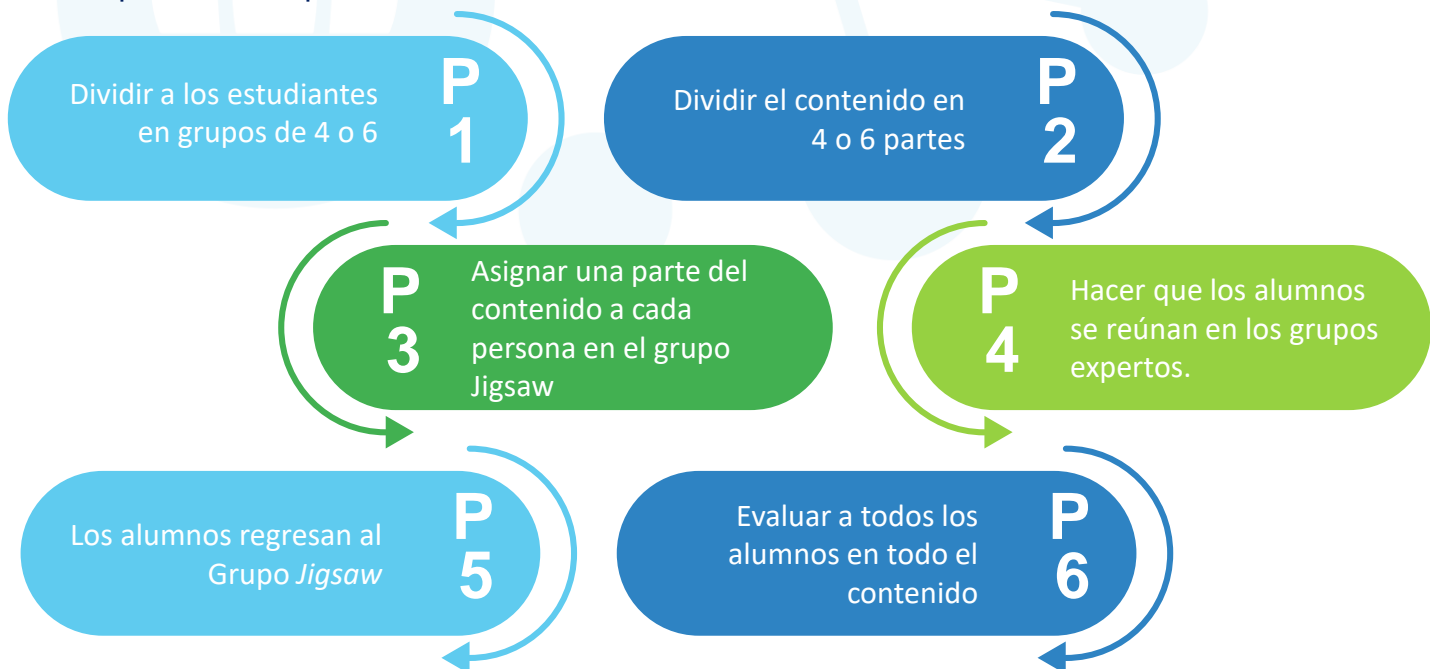 Dividir a los estudiantes
en grupos de 4 o 6
P
1
Dividir el contenido en
4 o 6 partes
P
2
P
3
Asignar una parte del
contenido a cada
persona en el grupo
Jigsaw
P
4
Hacer que los alumnos
se reúnan en los grupos
expertos.
Los alumnos regresan al
Grupo Jigsaw
P
5
Evaluar a todos los
alumnos en todo el
contenido
P
6